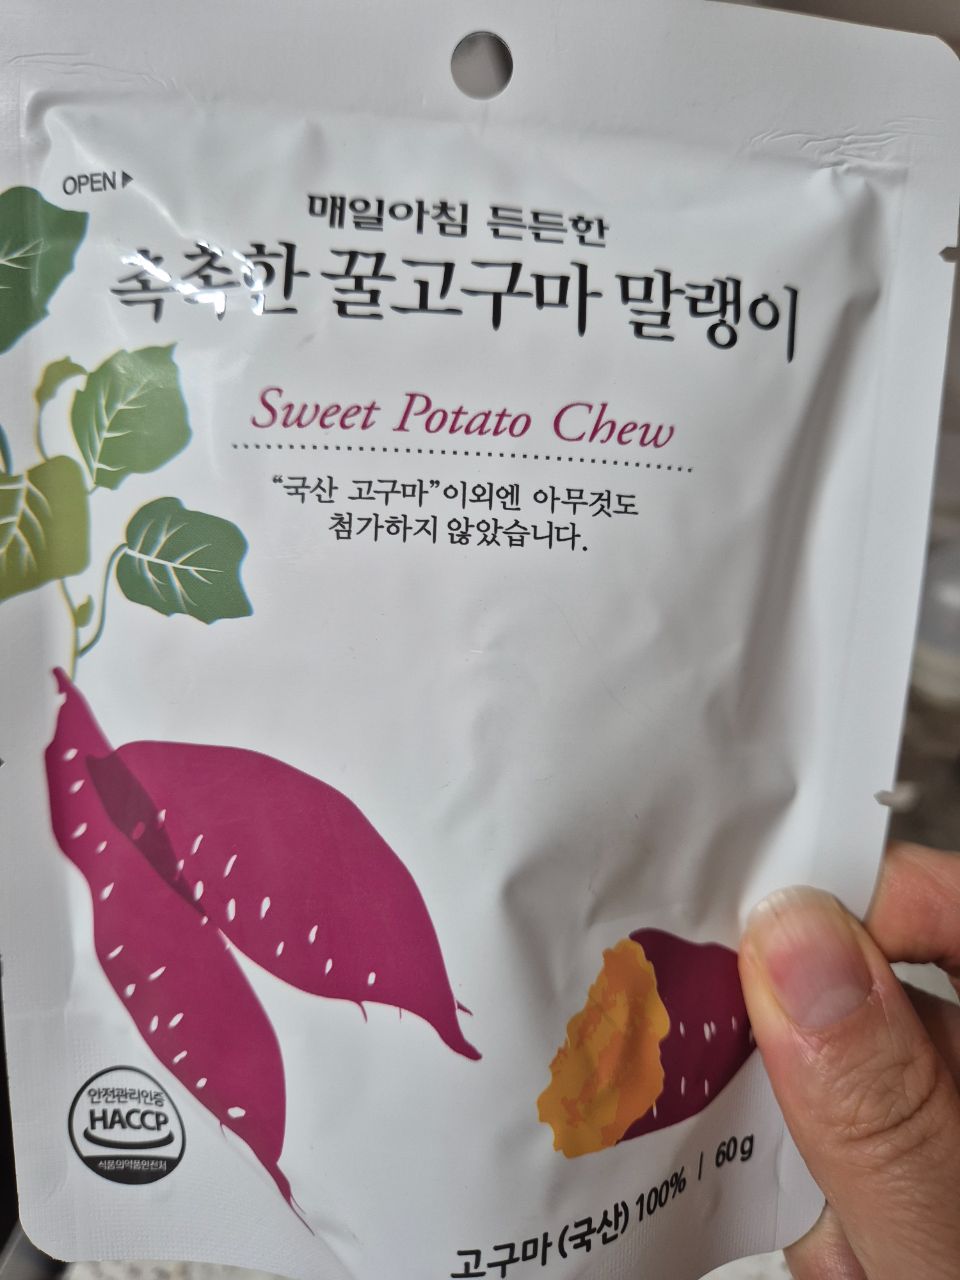 OPEN ▶
매일아침 든든한
촉촉한 꿀고구마 말랭이
Sweet Potato Chew
“국산 고구마”이외엔 아무것도
첨가하지 않았습니다.
안전관리인증
HACCP
식품의약품안전처
고구마 (국산) 100% | 60g